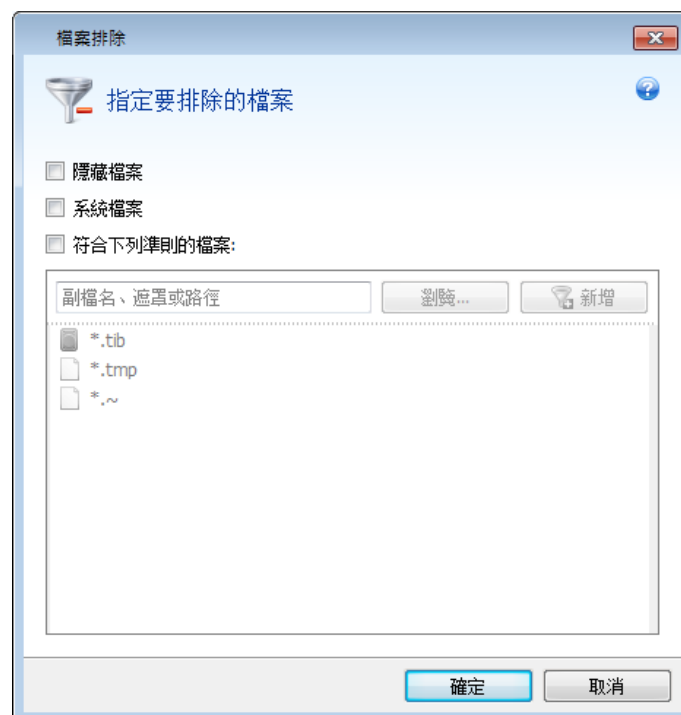 檔案排除
指定要排除的檔案
隱藏檔案
系統檔案
符合下列準則的檔案:
副檔名、遮罩或路徑 瀏覽... 新增
*.tib
*.tmp
*.~
確定 取消